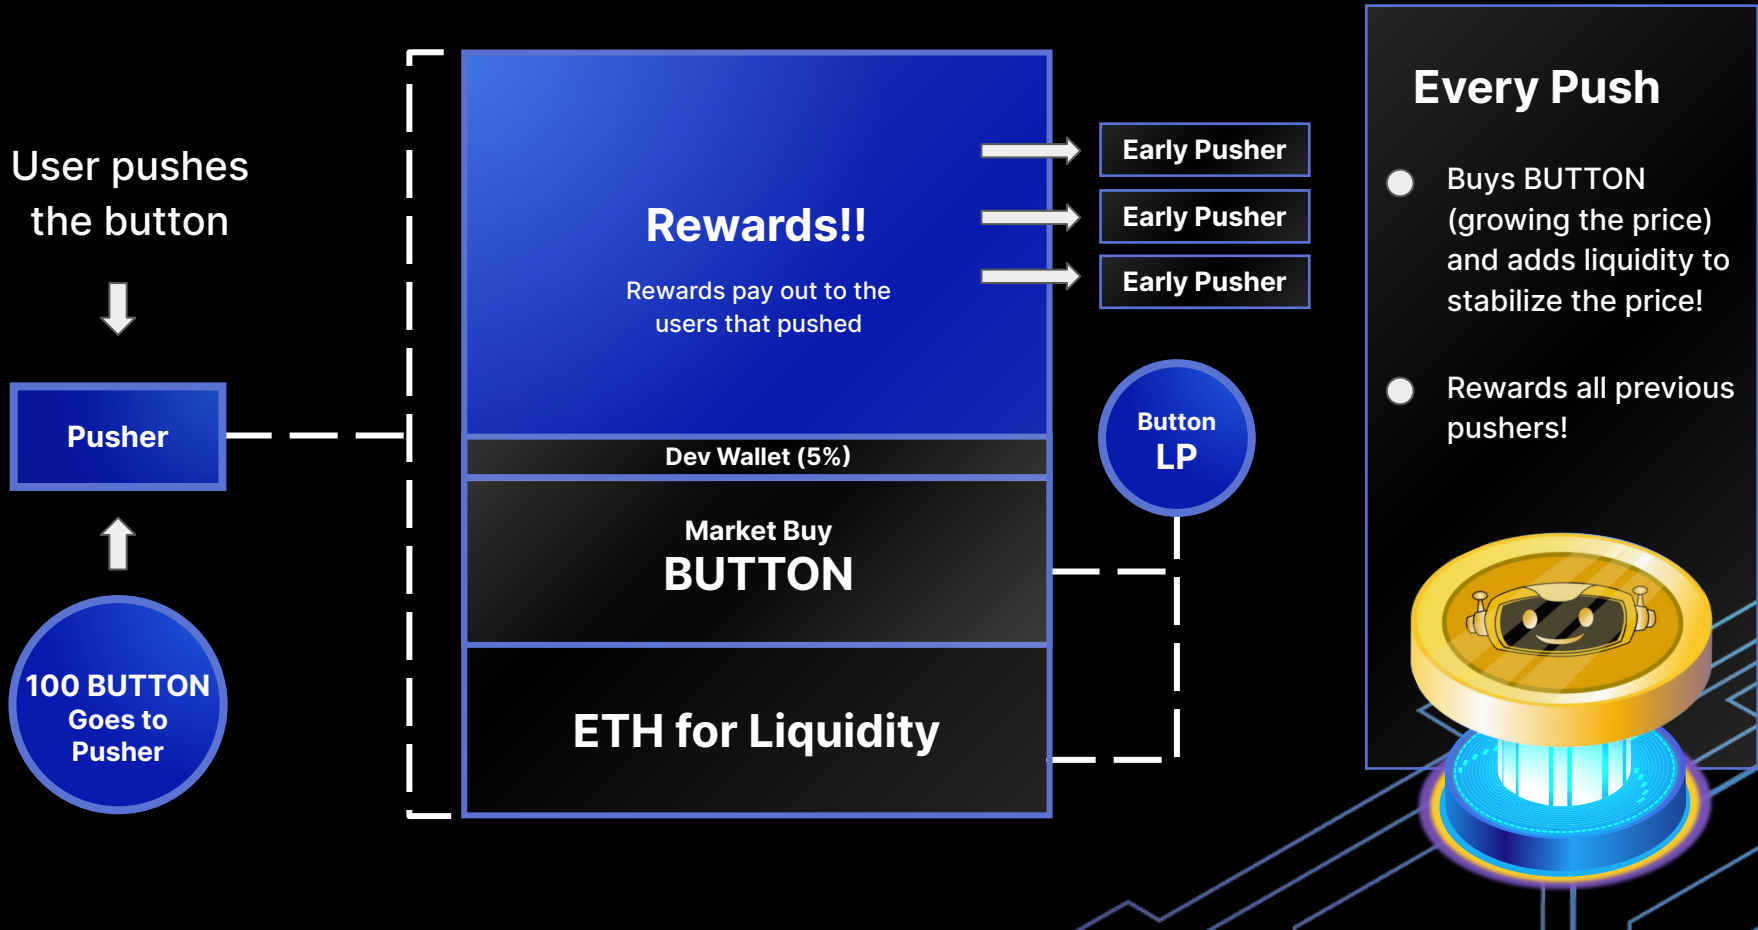 User pushes
the button
Pusher
100 BUTTON
Goes to
Pusher
Rewards!!
Rewards pay out to the
users that pushed
Dev Wallet (5%)
Market Buy
BUTTON
ETH for Liquidity
Early Pusher
Early Pusher
Early Pusher
Button
LP
Every Push
Buys BUTTON
(growing the price)
and adds liquidity to
stabilize the price!
Rewards all previous
pushers!